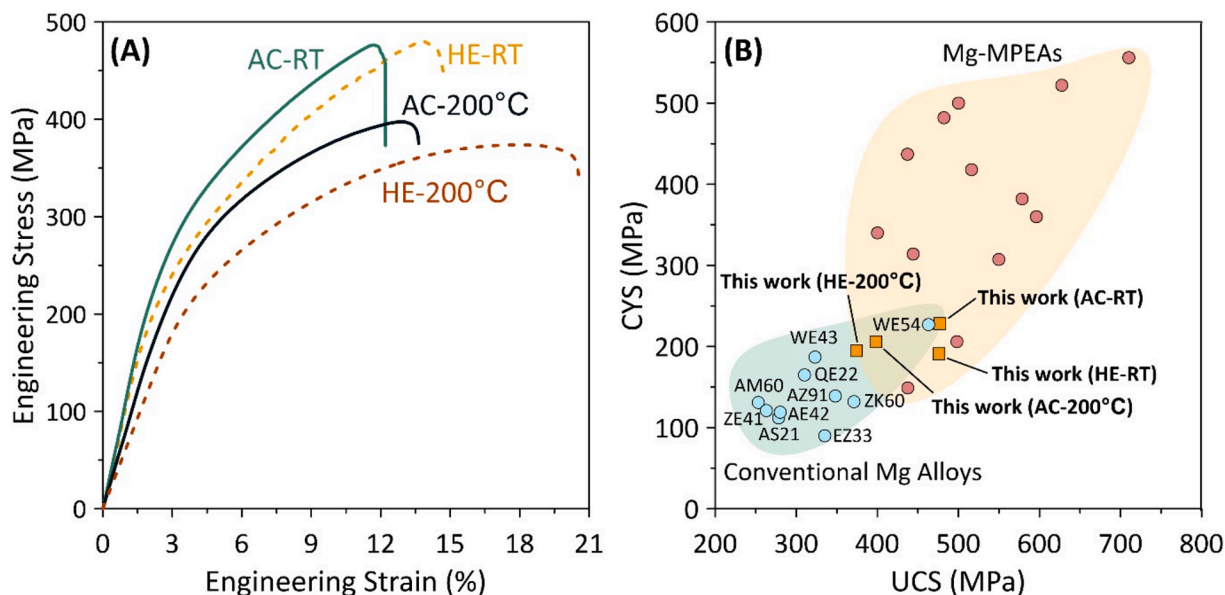 (A)
500
400
300
200
100
0
Engineering Stress (MPa)
AC-RT
HE-RT
AC-200°C
HE-200°C
0 3 6 9 12 15 18 21
Engineering Strain (%)
(B)
600
500
400
300
200
100
0
CYS (MPa)
Mg-MPEAs
This work (HE-200°C)
This work (AC-RT)
WE54
WE43
QE22
This work (HE-RT)
AM60
AZ91
ZK60
This work (AC-200°C)
ZE41
AE42
AS21
EZ33
Conventional Mg Alloys
200 300 400 500 600 700 800
UCS (MPa)